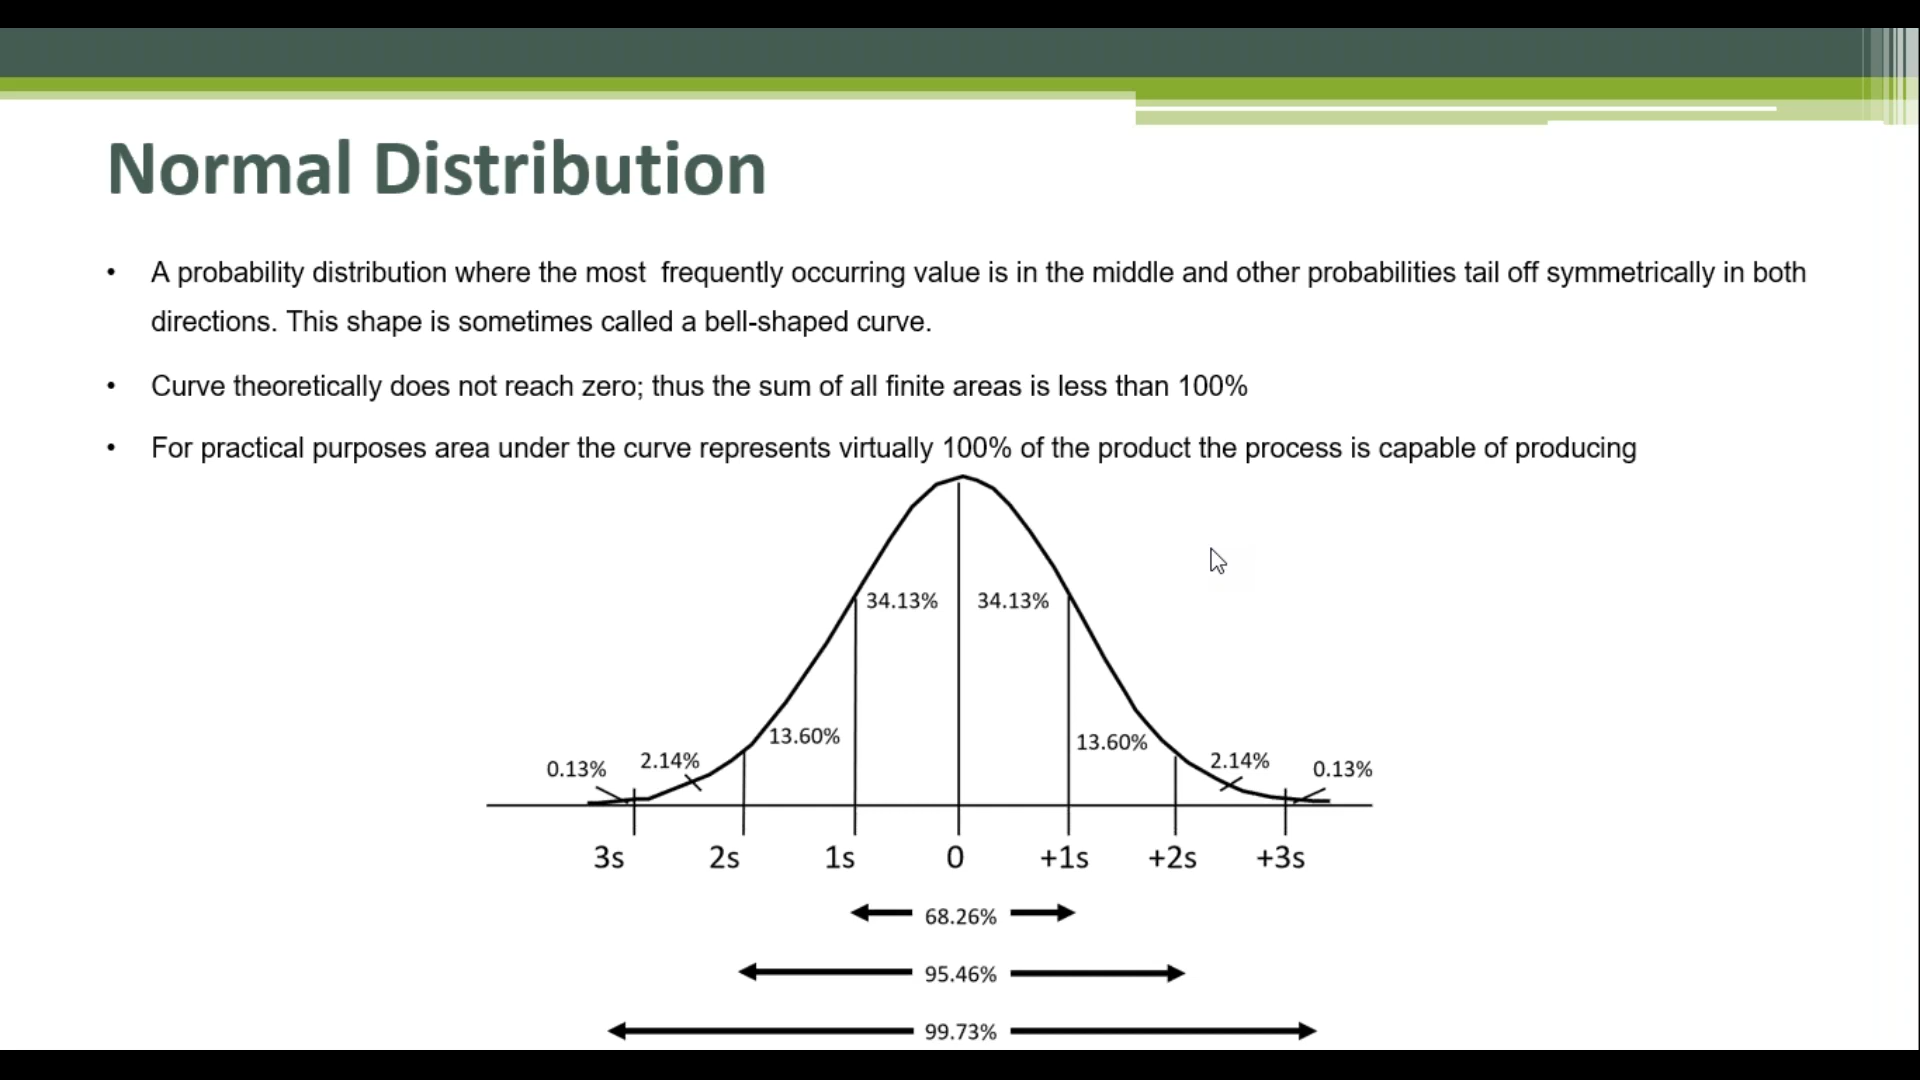 Normal Distribution
• A probability distribution where the most  frequently occurring value is in the middle and other probabilities tail off symmetrically in both
directions. This shape is sometimes called a bell-shaped curve.
• Curve theoretically does not reach zero; thus the sum of all finite areas is less than 100%
• For practical purposes area under the curve represents virtually 100% of the product the process is capable of producing
34.13% 34.13%
13.60% 13.60%
0.13% 2.14% 2.14% 0.13%
3s 2s 1s 0 +1s +2s +3s
68.26%
95.46%
99.73%